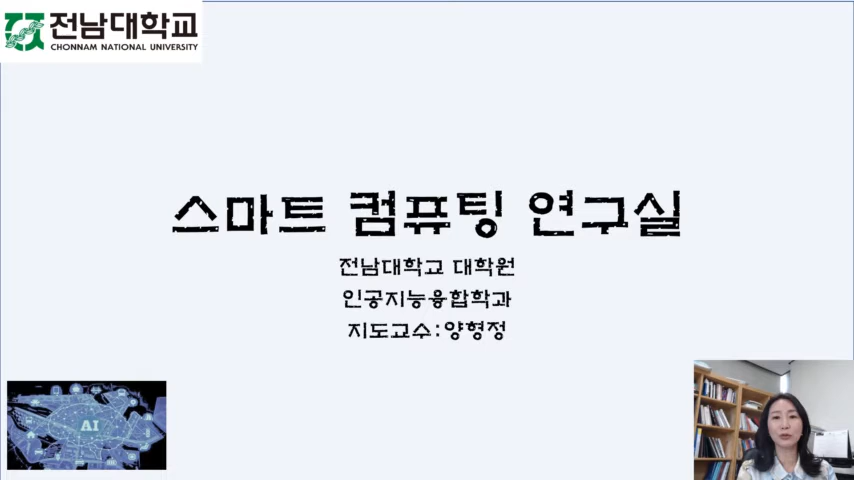 전남대학교
CHONNAM NATIONAL UNIVERSITY
스마트 컴퓨팅 연구실
전남대학교 대학원
인공지능융합학과
지도교수:양형정
AI